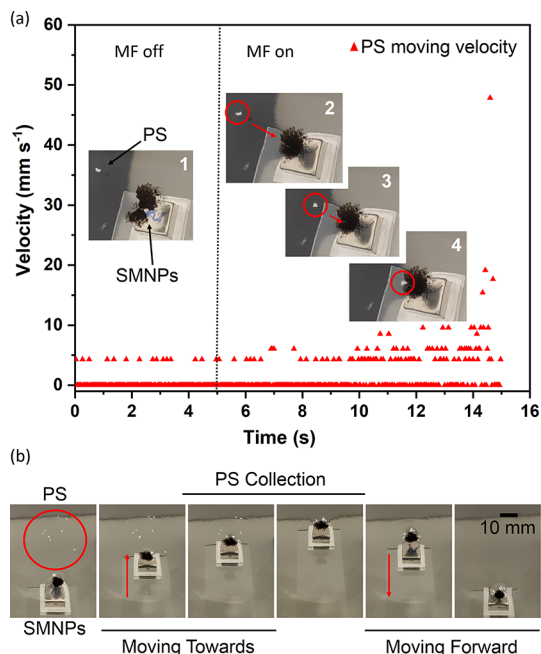 (a)
60
50
40
30
20
10
0
Velocity (mm s⁻¹)
MF off
MF on
PS moving velocity
PS
1
SMNPs
2
3
4
0 2 4 6 8 10 12 14 16
Time (s)
(b)
PS Collection
PS
10 mm
SMNPs
Moving Towards
Moving Forward